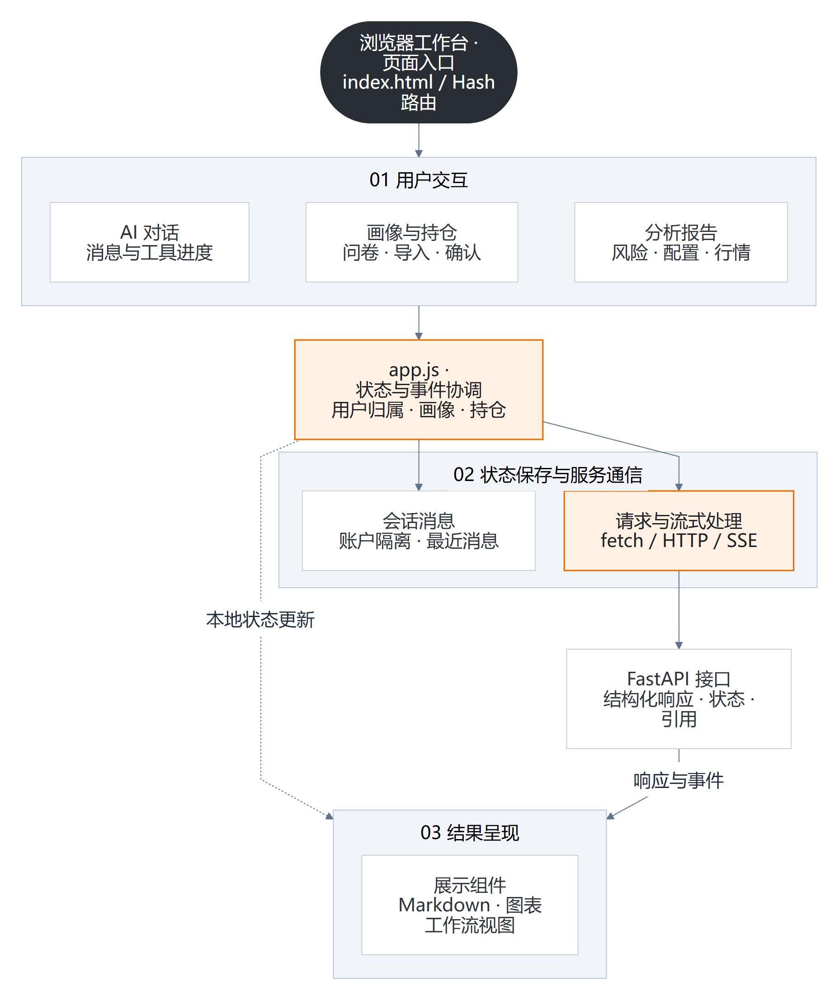 浏览器工作台 ·
页面入口
index.html / Hash
路由
01 用户交互
AI 对话
消息与工具进度
画像与持仓
问卷 · 导入 · 确认
分析报告
风险 · 配置 · 行情
app.js ·
状态与事件协调
用户归属 · 画像 · 持仓
02 状态保存与服务通信
会话消息
账户隔离 · 最近消息
请求与流式处理
fetch / HTTP / SSE
本地状态更新
FastAPI 接口
结构化响应 · 状态 ·
引用
响应与事件
03 结果呈现
展示组件
Markdown · 图表
工作流视图